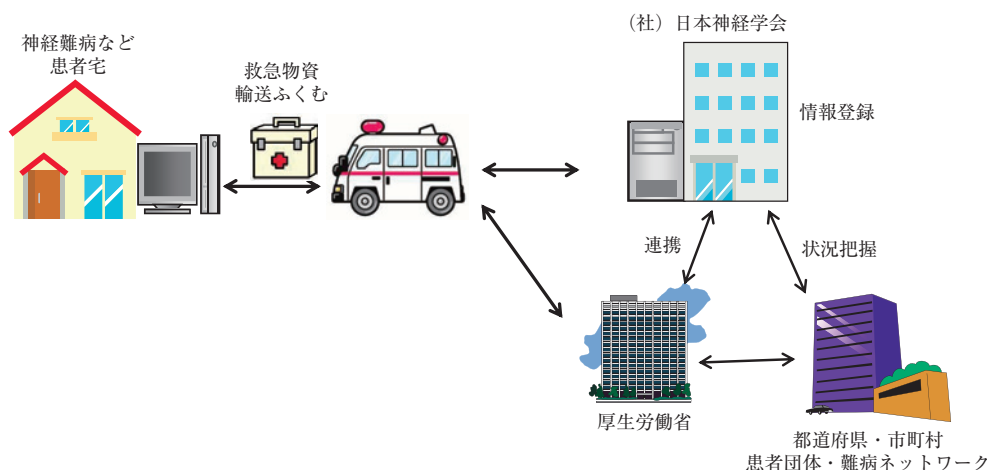 神経難病など
患者宅
救急物資
輸送ふくむ
（社）日本神経学会
情報登録
連携
状況把握
厚生労働省
都道府県・市町村
患者団体・難病ネットワーク